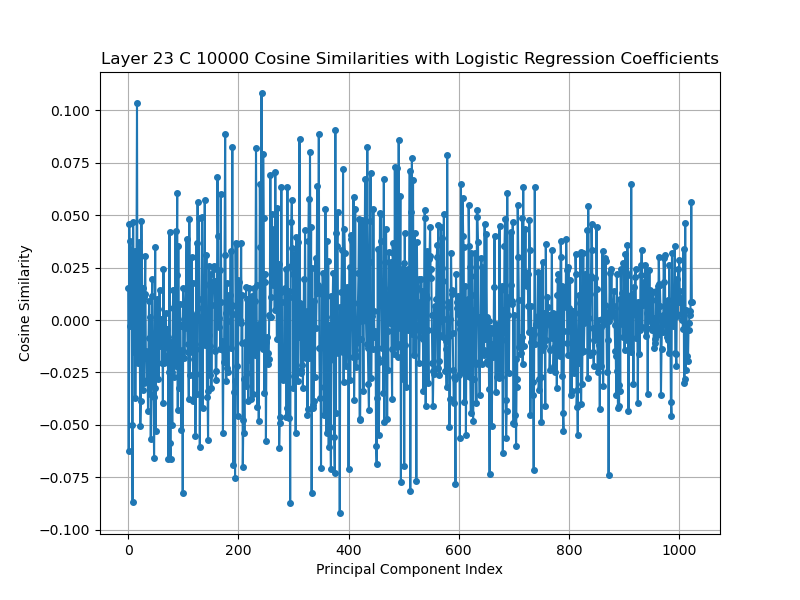 Layer 23 C 10000 Cosine Similarities with Logistic Regression Coefficients
0.100
0.075
0.050
0.025
0.000
−0.025
−0.050
−0.075
−0.100
Cosine Similarity
0 200 400 600 800 1000
Principal Component Index